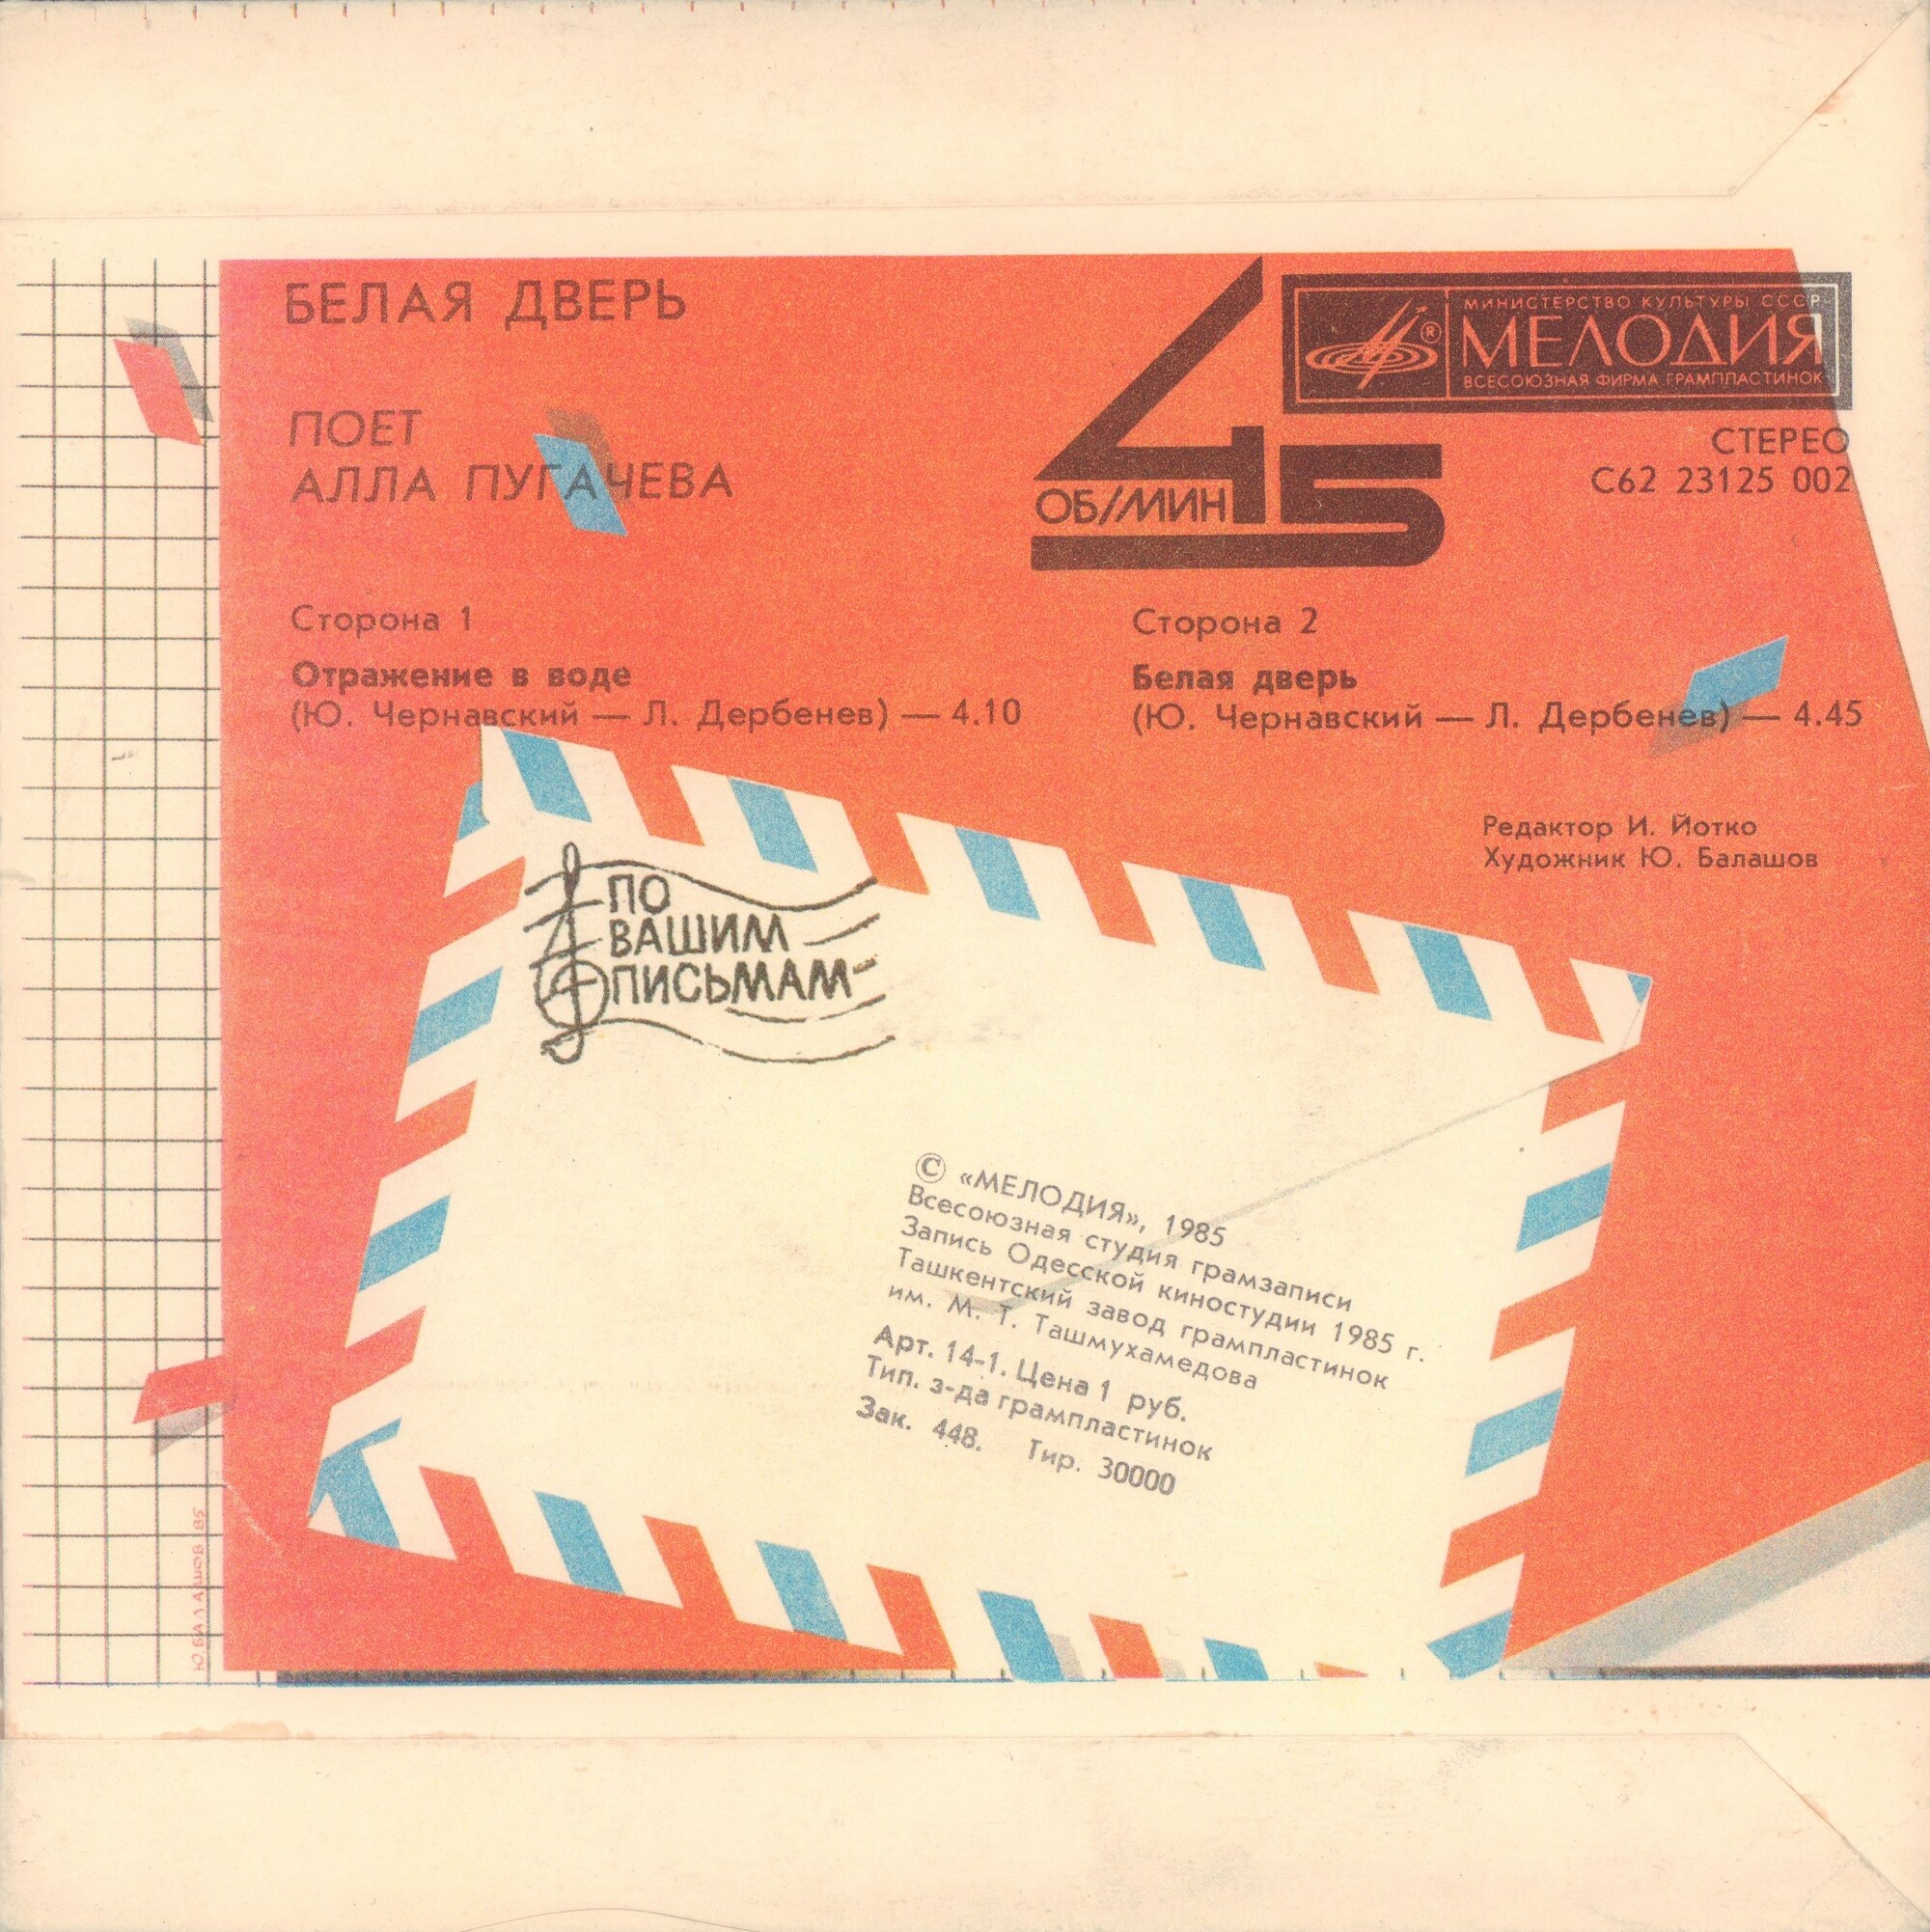 БЕЛАЯ ДВЕРЬ
ПОЕТ
АЛЛА ПУГАЧЕВА
45
ОБ/МИН
МИНИСТЕРСТВО КУЛЬТУРЫ СССР
МЕЛОДИЯ
®
ВСЕСОЮЗНАЯ ФИРМА ГРАМПЛАСТИНОК
СТЕРЕО
С62 23125 002
Сторона 1
Отражение в воде
(Ю. Чернавский — Л. Дербенев) — 4.10
Сторона 2
Белая дверь
(Ю. Чернавский — Л. Дербенев) — 4.45
Редактор И. Йотко
Художник Ю. Балашов
ПО
ВАШИМ
ПИСЬМАМ
© «МЕЛОДИЯ», 1985
Всесоюзная студия грамзаписи
Запись Одесской киностудии 1985 г.
Ташкентский завод грампластинок
им. М. Т. Ташмухамедова
Арт. 14-1. Цена 1 руб.
Тип. з-да грампластинок
Зак. 448. Тир. 30000
Ю. БАЛАШОВ 85